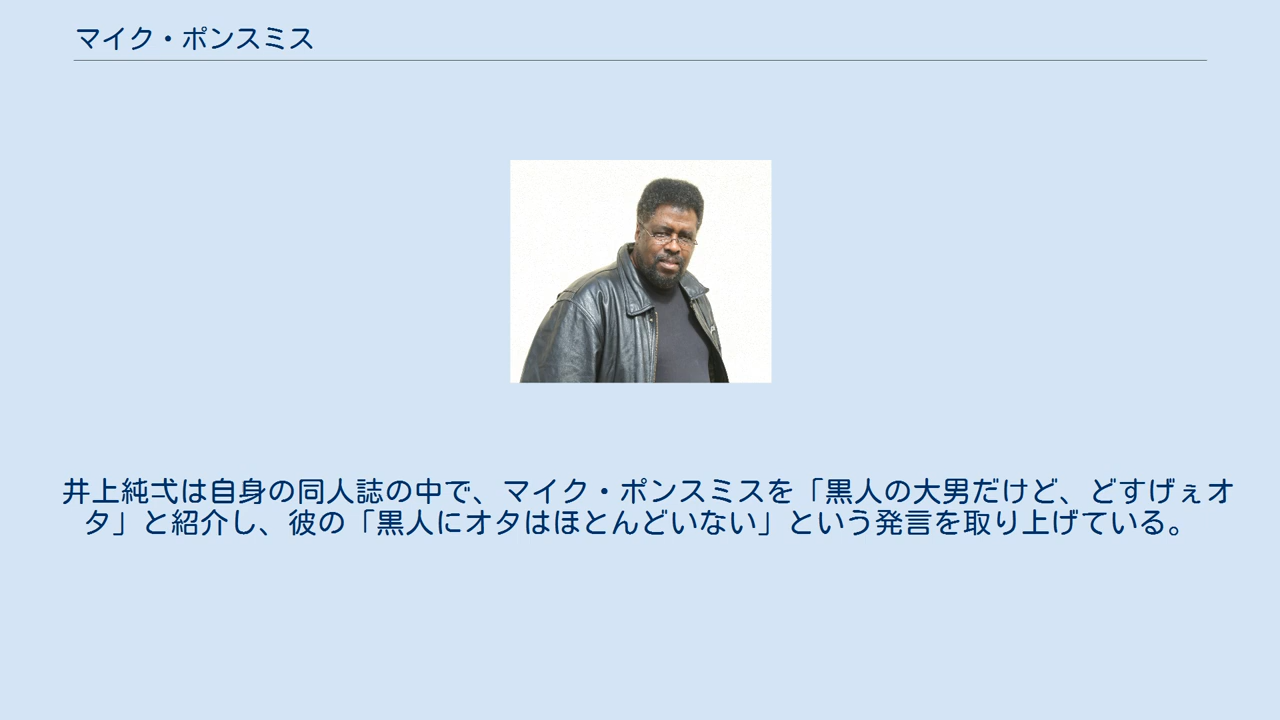 マイク・ポンスミス
井上純弌は自身の同人誌の中で、マイク・ポンスミスを「黒人の大男だけど、どすげぇオ
タ」と紹介し、彼の「黒人にオタはほとんどいない」という発言を取り上げている。